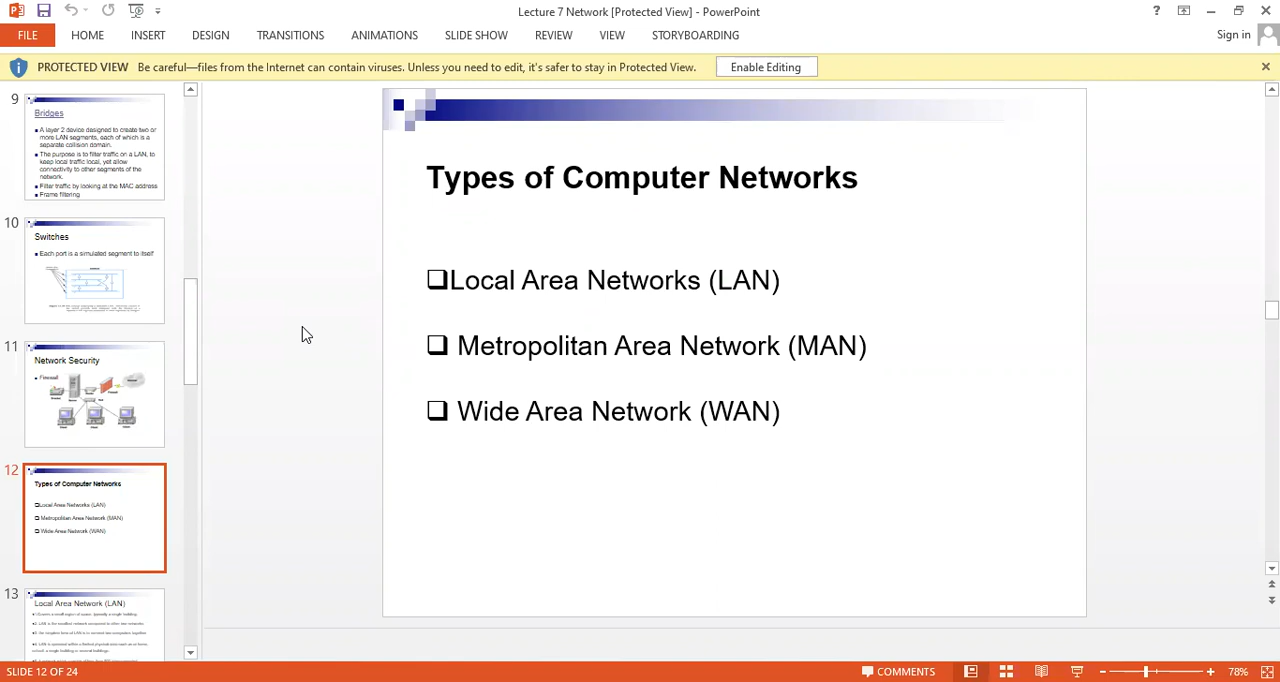 Lecture 7 Network [Protected View] - PowerPoint
FILE HOME INSERT DESIGN TRANSITIONS ANIMATIONS SLIDE SHOW REVIEW VIEW STORYBOARDING Sign in
PROTECTED VIEW Be careful—files from the Internet can contain viruses. Unless you need to edit, it's safer to stay in Protected View. Enable Editing
9
Bridges
A layer 2 device designed to create two or
more LAN segments, each of which is a
separate collision domain.
The purpose is to filter traffic on a LAN, to
keep local traffic local, yet allow
connectivity to other segments of the
network.
Filter traffic by looking at the MAC address
Frame filtering
10
Switches
Each port is a simulated segment to itself
11
Network Security
Firewall
12
Types of Computer Networks
Local Area Networks (LAN)
Metropolitan Area Network (MAN)
Wide Area Network (WAN)
13
Local Area Network (LAN)
Types of Computer Networks
Local Area Networks (LAN)
Metropolitan Area Network (MAN)
Wide Area Network (WAN)
SLIDE 12 OF 24 COMMENTS 78%